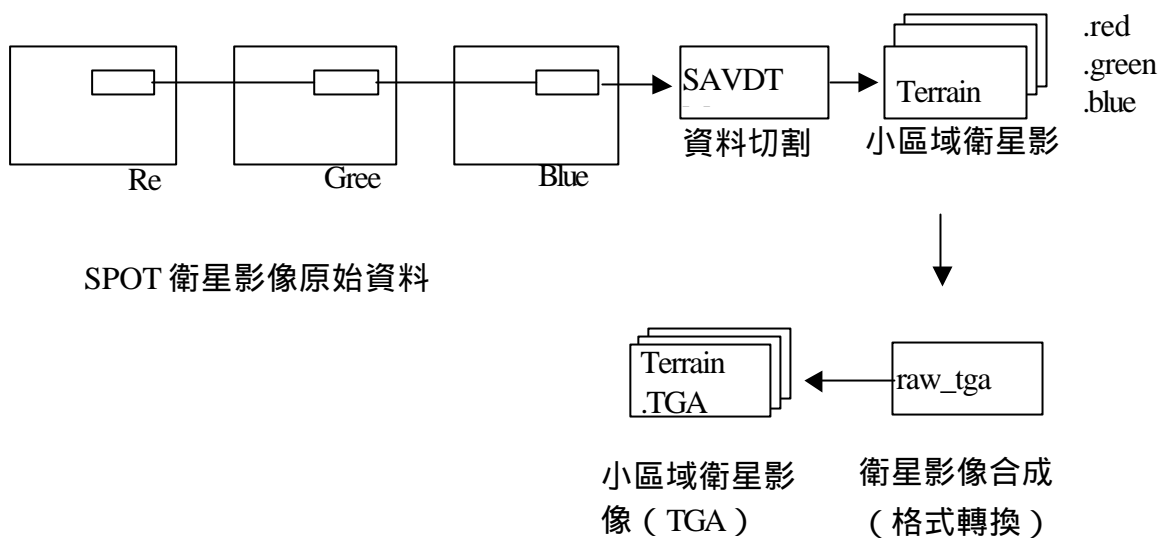 .red
.green
.blue
SAVDT
Terrain
資料切割
小區域衛星影
Re
Gree
Blue
SPOT 衛星影像原始資料
Terrain
.TGA
raw_tga
小區域衛星影
像（TGA）
衛星影像合成
（格式轉換）